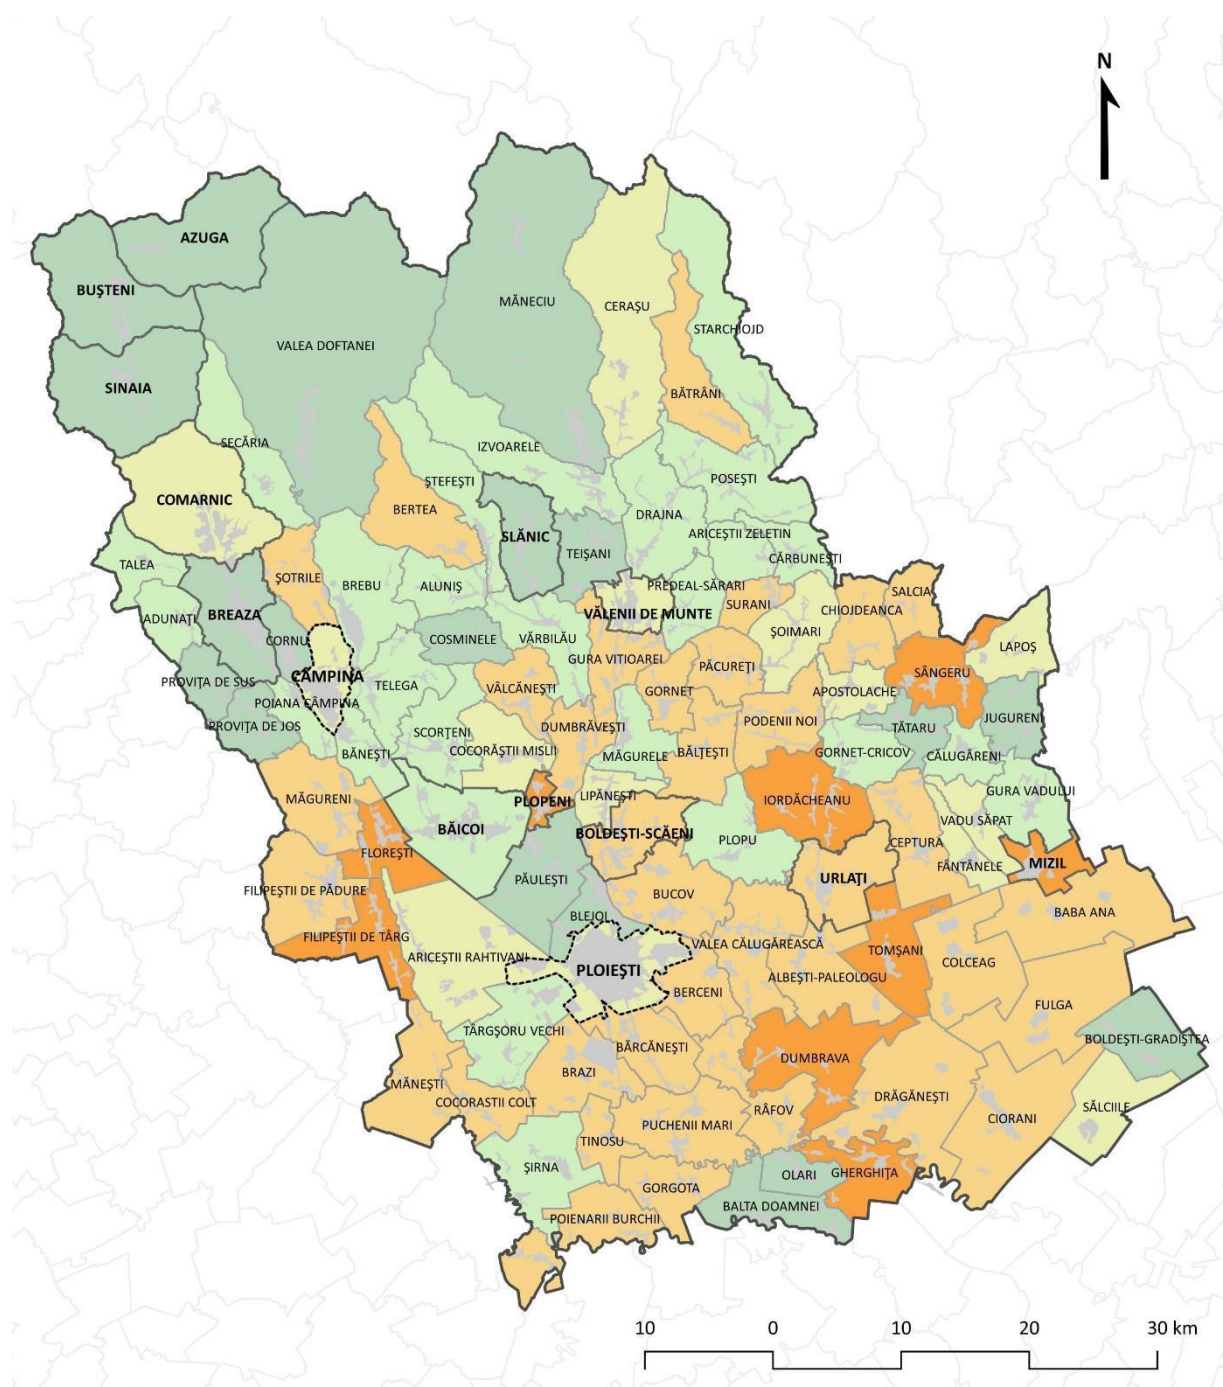 N
AZUGA
BUŞTENI
MĂNECIU
CERAŞU
STARCHIOJD
VALEA DOFTANEI
SINAIA
BĂTRÂNI
SECĂRIA
IZVOARELE
COMARNIC
ŞTEFEŞTI
POSEŞTI
BERTEA
DRAJNA
SLĂNIC
ARICEŞTII ZELETIN
TEIŞANI
CĂRBUNEŞTI
TALEA
ŞOTRILE
BREBU
ALUNIŞ
PREDEAL-SĂRARI
SALCIA
SURANI
CHIOJDEANCA
ADUNAŢI
BREAZA
VĂLENII DE MUNTE
CORNU
COSMINELE
VĂRBILĂU
ŞOIMARI
LAPOŞ
GURA VITIOAREI
PĂCUREŢI
SÂNGERU
CÂMPINA
PROVIŢA DE SUS
TELEGA
VÂLCĂNEŞTI
GORNET
APOSTOLACHE
POIANA CÂMPINA
JUGURENI
PROVIŢA DE JOS
SCORŢENI
DUMBRĂVEŞTI
PODENII NOI
TĂTARU
BĂNEŞTI
COCORĂŞTII MISLII
MĂGURELE
BĂLŢEŞTI
GORNET-CRICOV
CĂLUGĂRENI
MĂGURENI
PLOPENI
LIPĂNEŞTI
IORDĂCHEANU
GURA VADULUI
BĂICOI
BOLDEŞTI-SCĂENI
PLOPU
VADU SĂPAT
CEPTURA
FLOREŞTI
FÂNTÂNELE
MIZIL
FILIPEŞTII DE PĂDURE
PĂULEŞTI
BUCOV
URLAŢI
BABA ANA
BLEJOI
FILIPEŞTII DE TÂRG
ARICEŞTII RAHTIVANI
VALEA CĂLUGĂREASCĂ
TOMŞANI
COLCEAG
PLOIEŞTI
ALBEŞTI-PALEOLOGU
BERCENI
FULGA
TÂRGŞORU VECHI
BOLDEŞTI-GRADIŞTEA
BĂRCĂNEŞTI
DUMBRAVA
BRAZI
MĂNEŞTI
COCORASTII COLT
DRĂGĂNEŞTI
RÂFOV
SĂLCIILE
CIORANI
PUCHENII MARI
TINOSU
ŞIRNA
OLARI
GHERGHIŢA
GORGOTA
BALTA DOAMNEI
POIENARII BURCHII
10 0 10 20 30 km